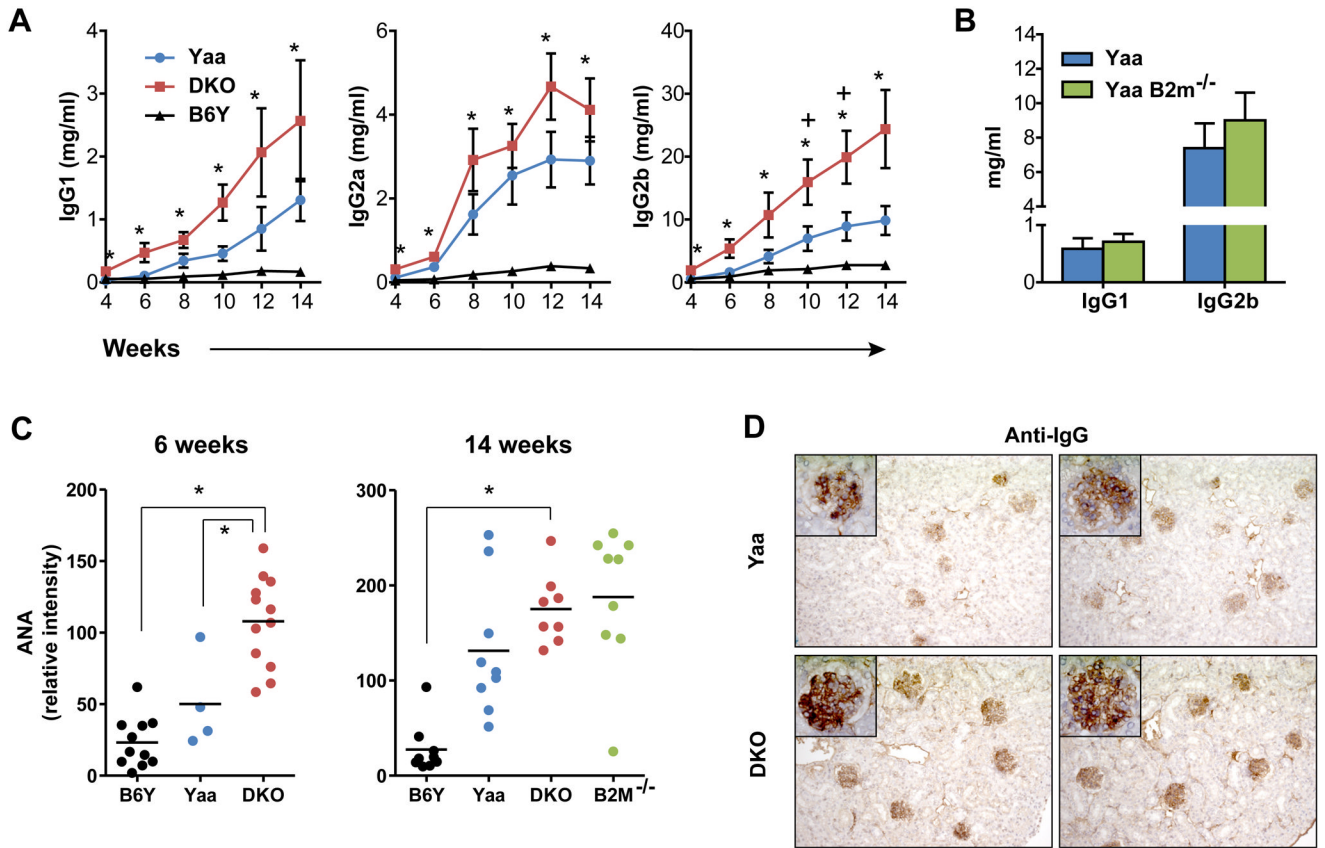 A
Yaa
DKO
B6Y
IgG1 (mg/ml)
4
3
2
1
0
4 6 8 10 12 14
* * * * * *
IgG2a (mg/ml)
6
4
2
0
4 6 8 10 12 14
* * * * * *
IgG2b (mg/ml)
40
30
20
10
0
4 6 8 10 12 14
* * * * * *
+ +
Weeks
B
Yaa
Yaa B2m-/-
mg/ml
14
12
10
8
6
4
1
0
IgG1 IgG2b
C
6 weeks
ANA
(relative intensity)
200
150
100
50
0
*
*
B6Y Yaa DKO
14 weeks
300
200
100
0
*
B6Y Yaa DKO B2M-/-
D
Anti-IgG
Yaa
DKO